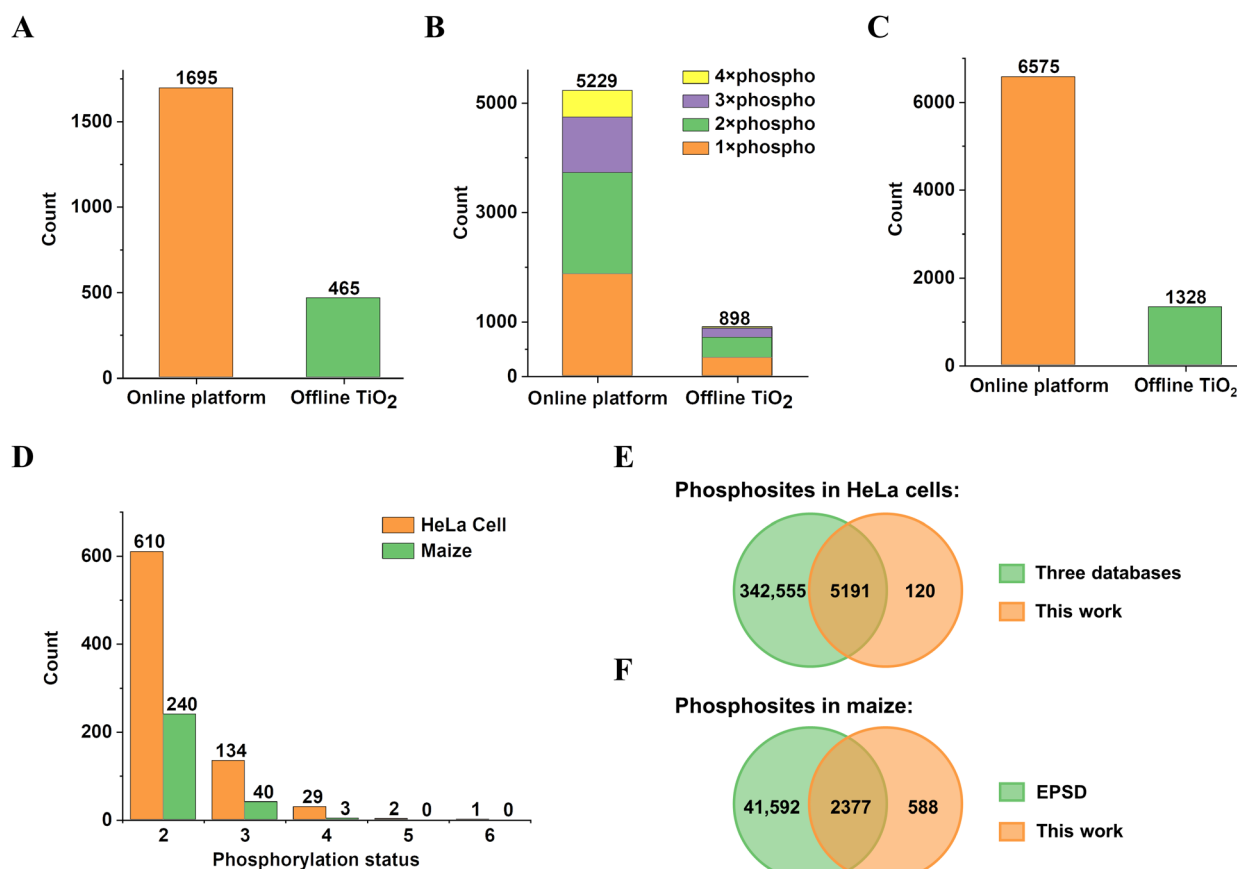 A
1695
1500
1000
500
0
465
Count
Online platform
Offline TiO2
B
5229
5000
3000
1000
0
898
Count
4×phospho
3×phospho
2×phospho
1×phospho
Online platform
Offline TiO2
C
6575
6000
4000
2000
0
1328
Count
Online platform
Offline TiO2
D
HeLa Cell
Maize
600
400
200
0
610
240
134
40
29
3
2
0
1
0
Count
2
3
4
5
6
Phosphorylation status
E
Phosphosites in HeLa cells:
342,555
5191
120
Three databases
This work
F
Phosphosites in maize:
41,592
2377
588
EPSD
This work